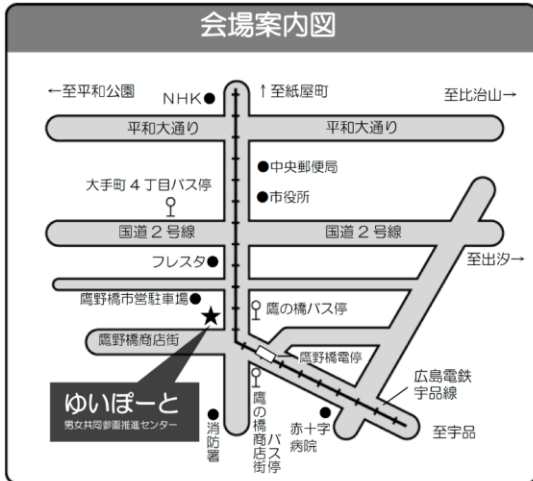 会場案内図
←至平和公園
NHK●
↑至紙屋町
至比治山→
平和大通り
平和大通り
●中央郵便局
大手町４丁目バス停
●市役所
国道２号線
国道２号線
フレスタ●
至出汐→
鷹野橋市営駐車場●
鷹の橋バス停
★
鷹野橋商店街
鷹野橋電停
ゆいぽーと
男女共同参画推進センター
広島電鉄
宇品線
●消防署
鷹の橋商店街
バス停
●
赤十字
病院
至宇品